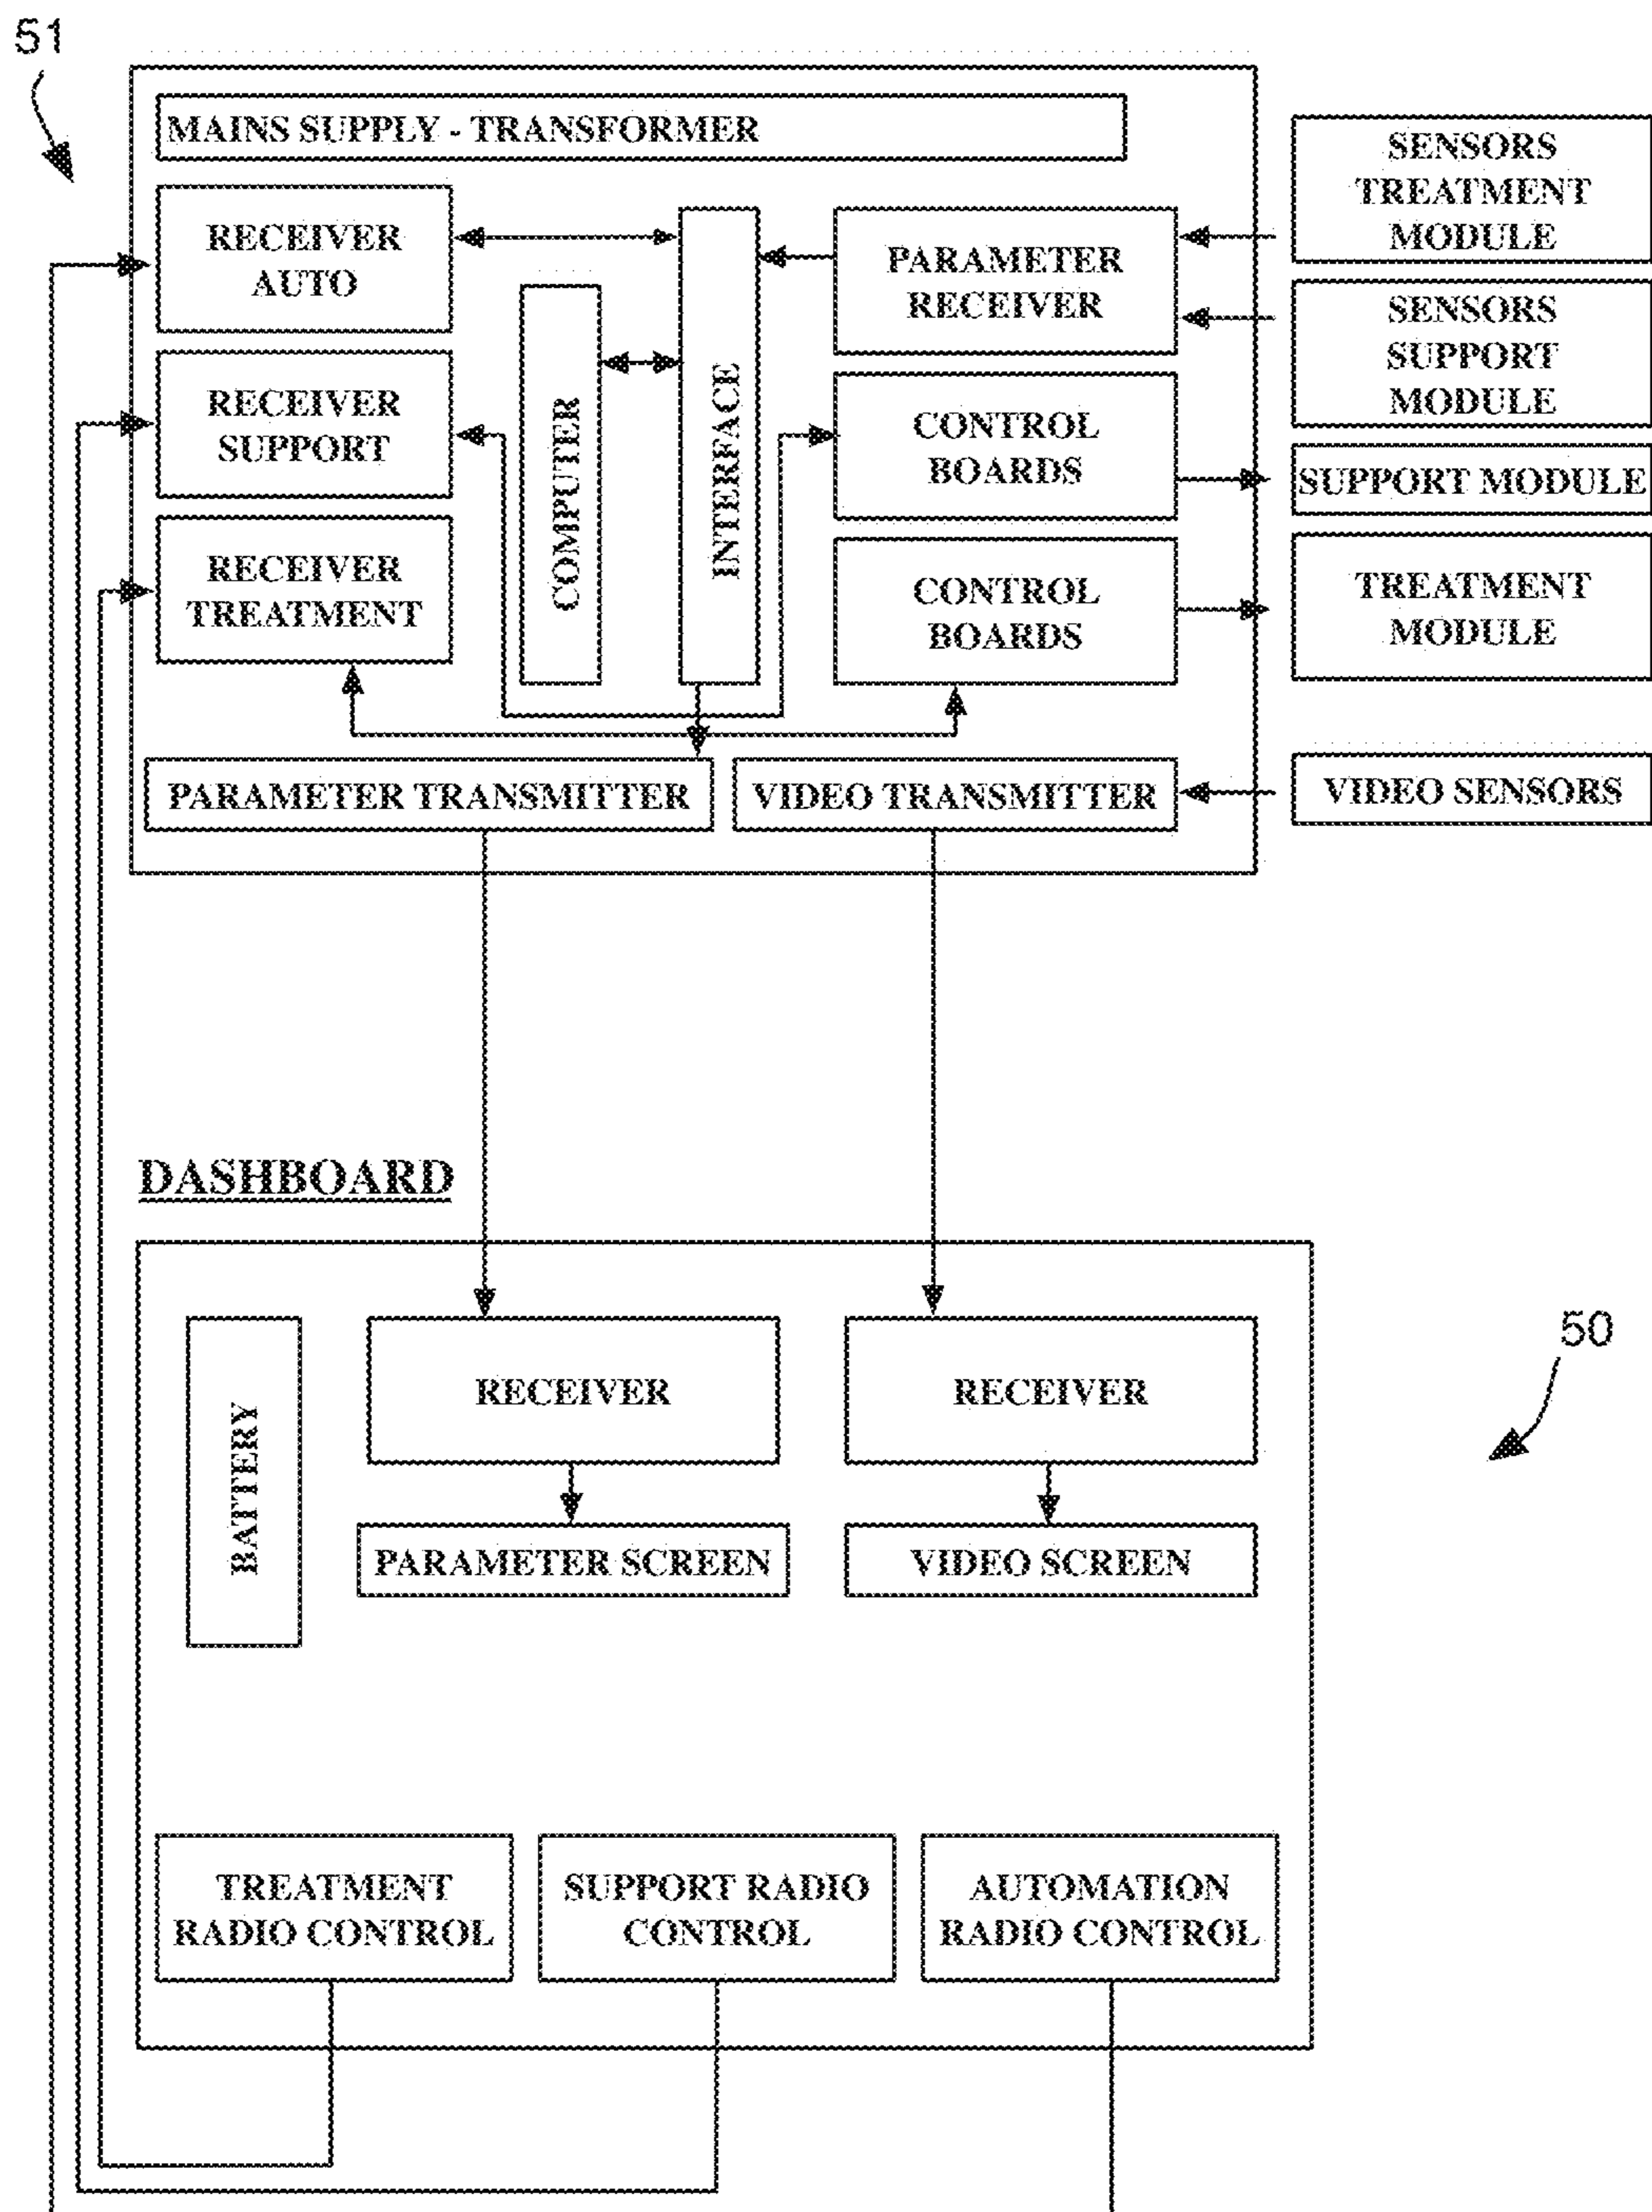 51
MAINS SUPPLY - TRANSFORMER
RECEIVER
AUTO
RECEIVER
SUPPORT
RECEIVER
TREATMENT
COMPUTER
INTERFACE
PARAMETER
RECEIVER
CONTROL
BOARDS
CONTROL
BOARDS
SENSORS
TREATMENT
MODULE
SENSORS
SUPPORT
MODULE
SUPPORT MODULE
TREATMENT
MODULE
PARAMETER TRANSMITTER
VIDEO TRANSMITTER
VIDEO SENSORS
DASHBOARD
50
BATTERY
RECEIVER
RECEIVER
PARAMETER SCREEN
VIDEO SCREEN
TREATMENT
RADIO CONTROL
SUPPORT RADIO
CONTROL
AUTOMATION
RADIO CONTROL